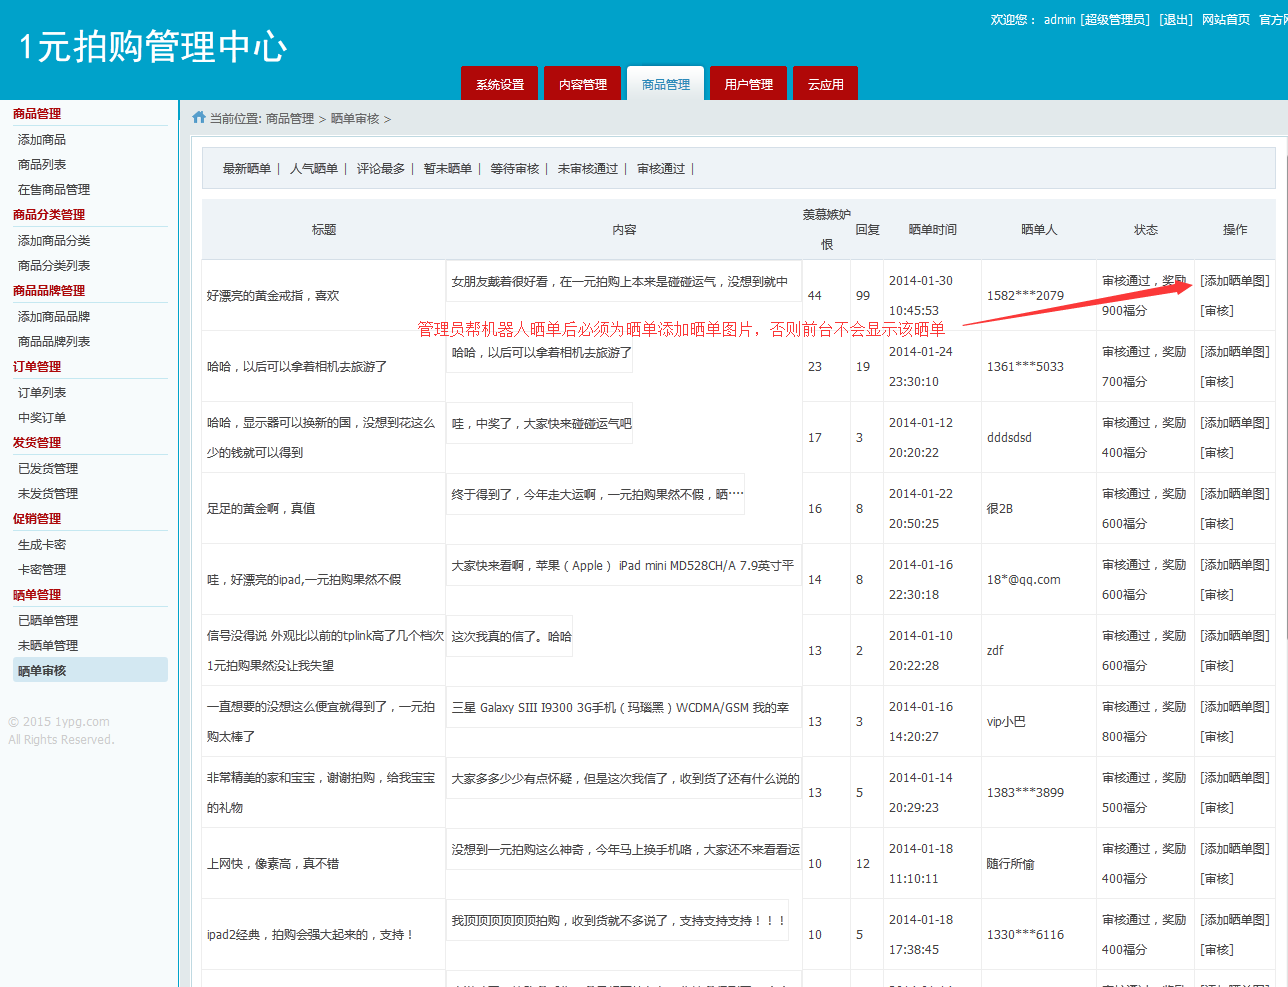 欢迎您： admin [超级管理员] [退出] 网站首页 官方
1元拍购管理中心
系统设置 内容管理 商品管理 用户管理 云应用
商品管理
添加商品
商品列表
在售商品管理
商品分类管理
添加商品分类
商品分类列表
商品品牌管理
添加商品品牌
商品品牌列表
订单管理
订单列表
中奖订单
发货管理
已发货管理
未发货管理
促销管理
生成卡密
卡密管理
晒单管理
已晒单管理
未晒单管理
晒单审核
© 2015 1ypg.com
All Rights Reserved.
当前位置: 商品管理 > 晒单审核 >
最新晒单 | 人气晒单 | 评论最多 | 暂未晒单 | 等待审核 | 未审核通过 | 审核通过 |
标题 内容 羡慕嫉妒恨 回复 晒单时间 晒单人 状态 操作
好漂亮的黄金戒指，喜欢 女朋友戴着很好看，在一元拍购上本来是碰碰运气，没想到就中 44 99 2014-01-30 10:45:53 1582***2079 审核通过，奖励900福分 [添加晒单图] [审核]
管理员帮机器人晒单后必须为晒单添加晒单图片，否则前台不会显示该晒单
哈哈，以后可以拿着相机去旅游了 哈哈，以后可以拿着相机去旅游了 23 19 2014-01-24 23:30:10 1361***5033 审核通过，奖励700福分 [添加晒单图] [审核]
哈哈，显示器可以换新的国，没想到花这么少的钱就可以得到 哇，中奖了，大家快来碰碰运气吧 17 3 2014-01-12 20:20:22 dddsdsd 审核通过，奖励400福分 [添加晒单图] [审核]
足足的黄金啊，真值 终于得到了，今年走大运啊，一元拍购果然不假，晒···· 16 8 2014-01-22 20:50:25 很2B 审核通过，奖励600福分 [添加晒单图] [审核]
哇，好漂亮的ipad,一元拍购果然不假 大家快来看啊，苹果（Apple） iPad mini MD528CH/A 7.9英寸平 14 8 2014-01-16 22:30:18 18*@qq.com 审核通过，奖励600福分 [添加晒单图] [审核]
信号没得说 外观比以前的tplink高了几个档次 1元拍购果然没让我失望 这次我真的信了。哈哈 13 2 2014-01-10 20:22:28 zdf 审核通过，奖励600福分 [添加晒单图] [审核]
一直想要的没想这么便宜就得到了，一元拍购太棒了 三星 Galaxy SIII I9300 3G手机（玛瑙黑）WCDMA/GSM 我的幸 13 3 2014-01-16 14:20:27 vip小巴 审核通过，奖励800福分 [添加晒单图] [审核]
非常精美的家和宝宝，谢谢拍购，给我宝宝的礼物 大家多多少少有点怀疑，但是这次我信了，收到货了还有什么说的 13 5 2014-01-14 20:29:23 1383***3899 审核通过，奖励500福分 [添加晒单图] [审核]
上网快，像素高，真不错 没想到一元拍购这么神奇，今年马上换手机咯，大家还不来看看运 10 12 2014-01-18 11:10:11 随行所愉 审核通过，奖励400福分 [添加晒单图] [审核]
ipad2经典，拍购会强大起来的，支持！ 我顶顶顶顶顶顶拍购，收到货就不多说了，支持支持支持！！！ 10 5 2014-01-18 17:38:45 1330***6116 审核通过，奖励400福分 [添加晒单图] [审核]